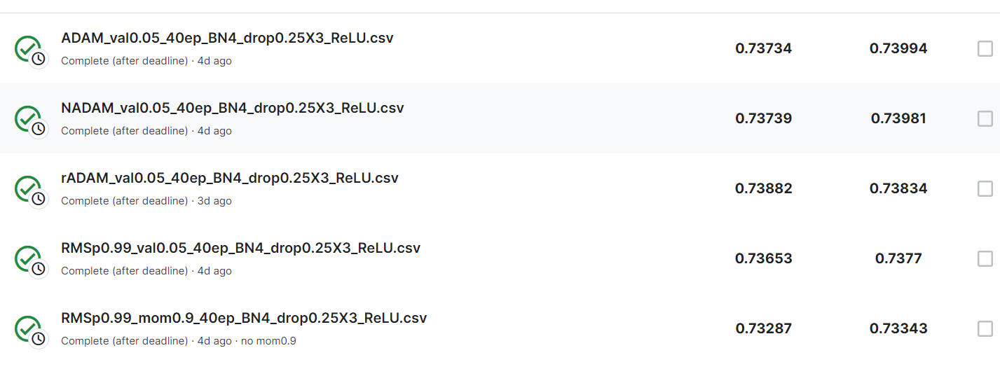 ADAM_val0.05_40ep_BN4_drop0.25X3_ReLU.csv 0.73734 0.73994
Complete (after deadline) · 4d ago
NADAM_val0.05_40ep_BN4_drop0.25X3_ReLU.csv 0.73739 0.73981
Complete (after deadline) · 4d ago
rADAM_val0.05_40ep_BN4_drop0.25X3_ReLU.csv 0.73882 0.73834
Complete (after deadline) · 3d ago
RMSp0.99_val0.05_40ep_BN4_drop0.25X3_ReLU.csv 0.73653 0.7377
Complete (after deadline) · 4d ago
RMSp0.99_mom0.9_40ep_BN4_drop0.25X3_ReLU.csv 0.73287 0.73343
Complete (after deadline) · 4d ago · no mom0.9